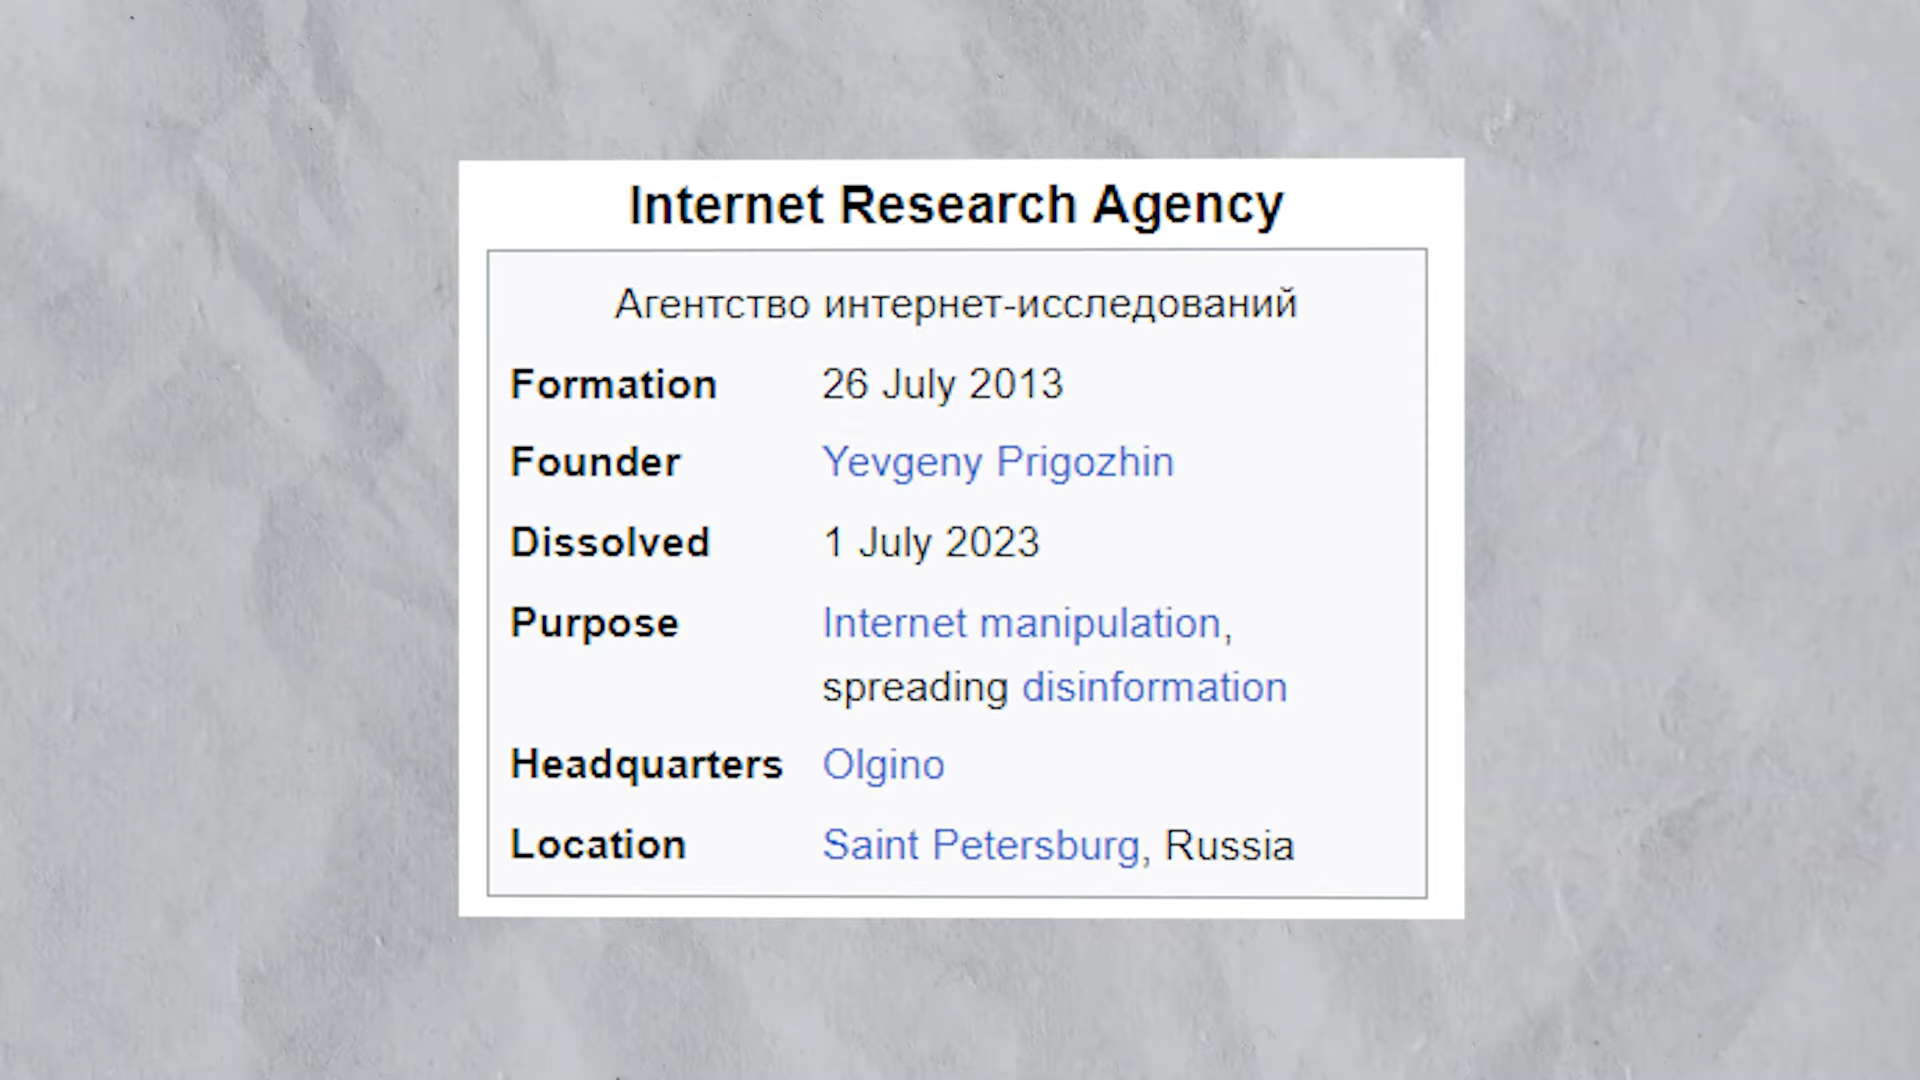 Internet Research Agency
Агентство интернет-исследований
Formation 26 July 2013
Founder Yevgeny Prigozhin
Dissolved 1 July 2023
Purpose Internet manipulation,
spreading disinformation
Headquarters Olgino
Location Saint Petersburg, Russia